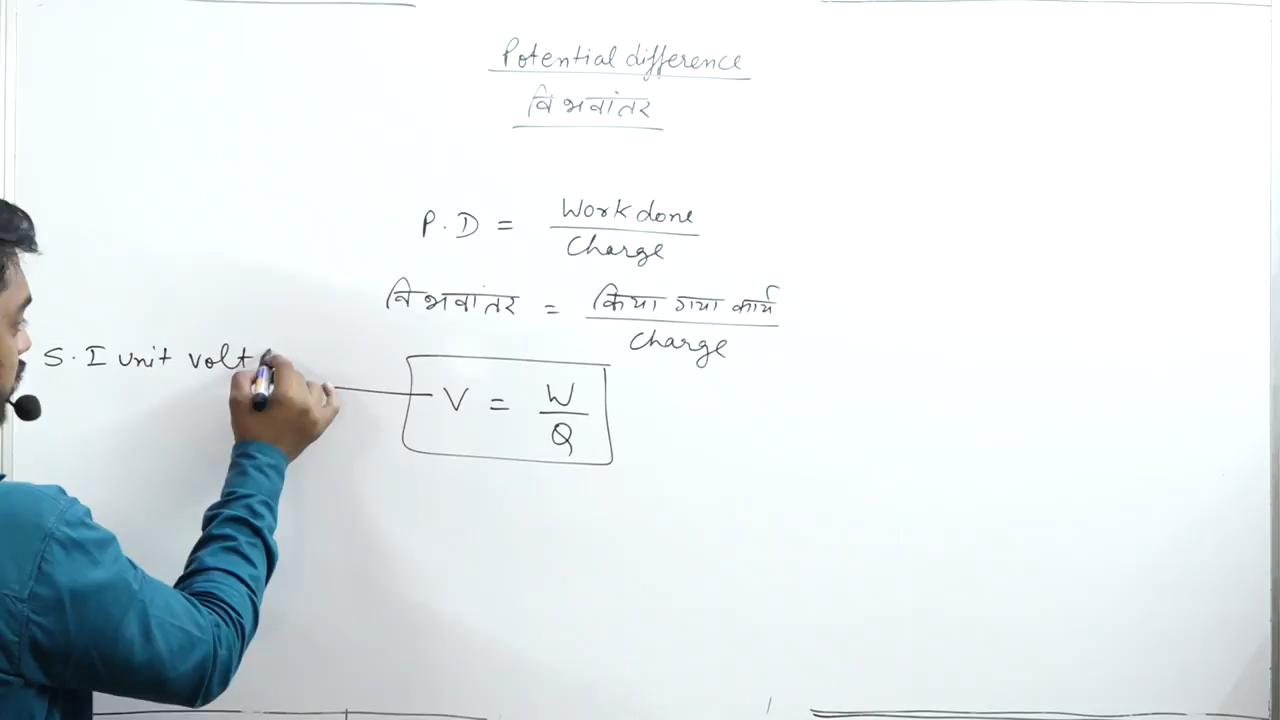 Potential difference
विभवांतर
P.D = Work done / Charge
विभवांतर = किया गया कार्य / Charge
S.I unit volt
V = W / Q